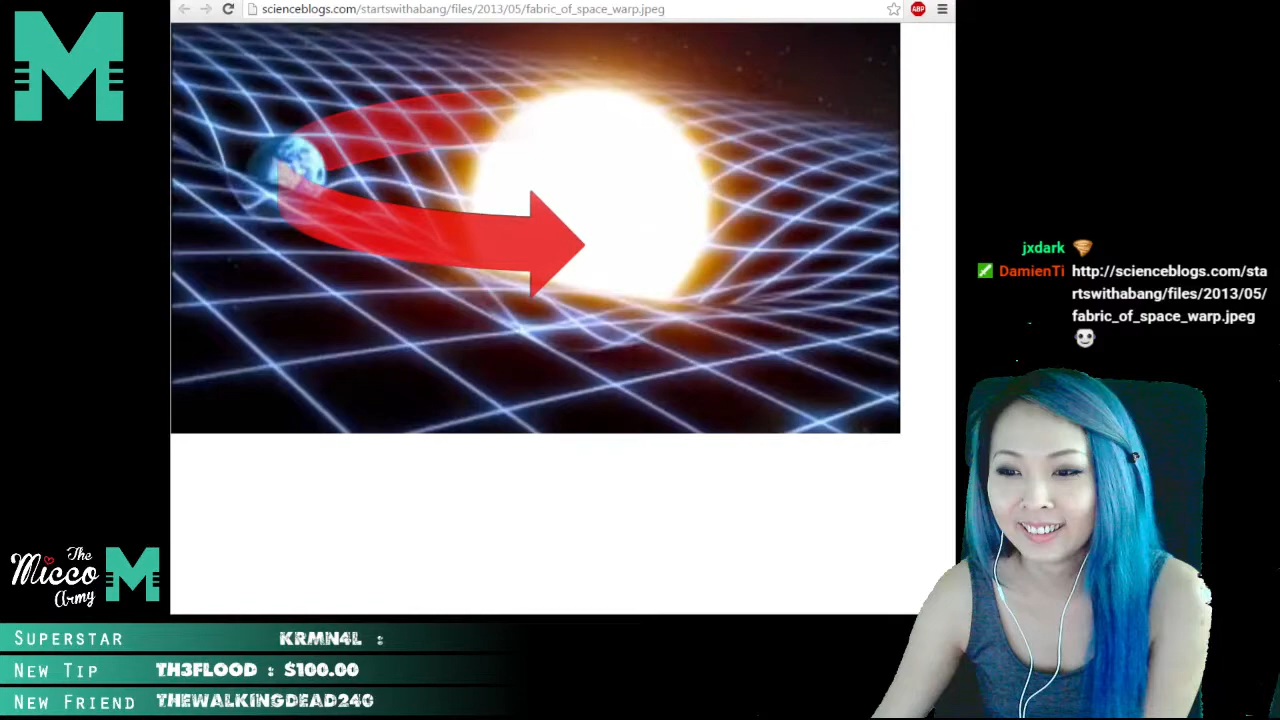 scienceblogs.com/startswithabang/files/2013/05/fabric_of_space_warp.jpeg
ABP
M
jxdark
DamienTi http://scienceblogs.com/sta
rtswithabang/files/2013/05/
fabric_of_space_warp.jpeg
The
Micco
Army
M
Superstar KRMN4L :
New Tip TH3FLOOD : $100.00
New Friend THEWALKINGDEAD240